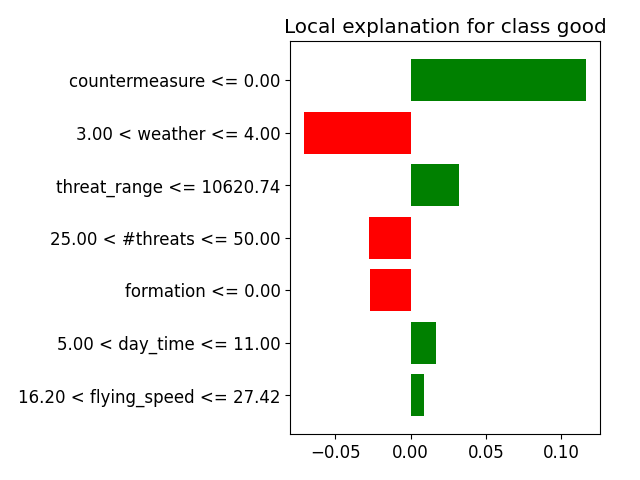 Local explanation for class good
countermeasure <= 0.00
3.00 < weather <= 4.00
threat_range <= 10620.74
25.00 < #threats <= 50.00
formation <= 0.00
5.00 < day_time <= 11.00
16.20 < flying_speed <= 27.42
−0.05 0.00 0.05 0.10